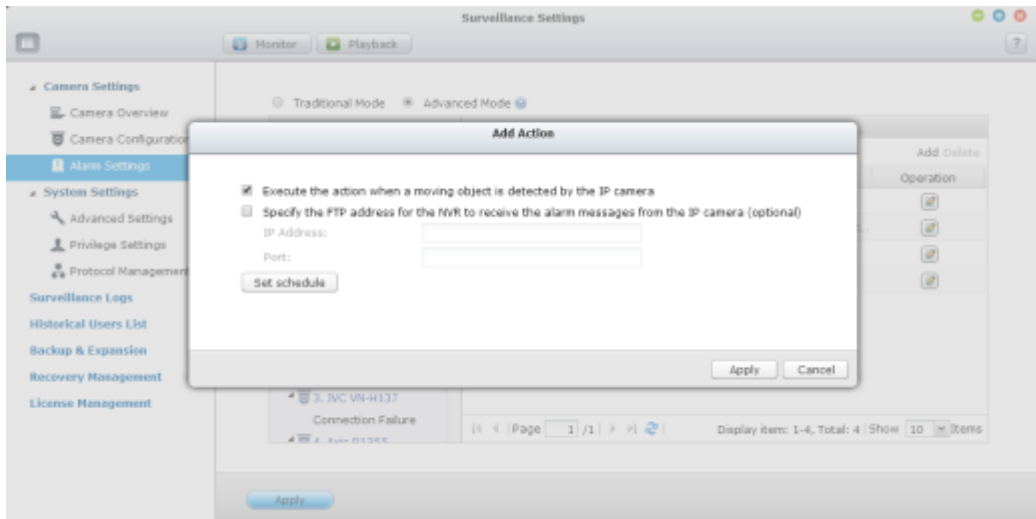 Surveillance Settings
Monitor Playback ?
Camera Settings
Camera Overview
Camera Configuration
Alarm Settings
System Settings
Advanced Settings
Privilege Settings
Protocol Management
Surveillance Logs
Historical Users List
Backup & Expansion
Recovery Management
License Management
Traditional Mode Advanced Mode
Add Action
Execute the action when a moving object is detected by the IP camera
Specify the FTP address for the NVR to receive the alarm messages from the IP camera (optional)
IP Address:
Port:
Set schedule
Apply Cancel
Add Delete
Operation
3. JVC VN-H137
Connection Failure
4. Axis P1355
Page 1 /1 Display item: 1-4, Total: 4 Show 10 Items
Apply